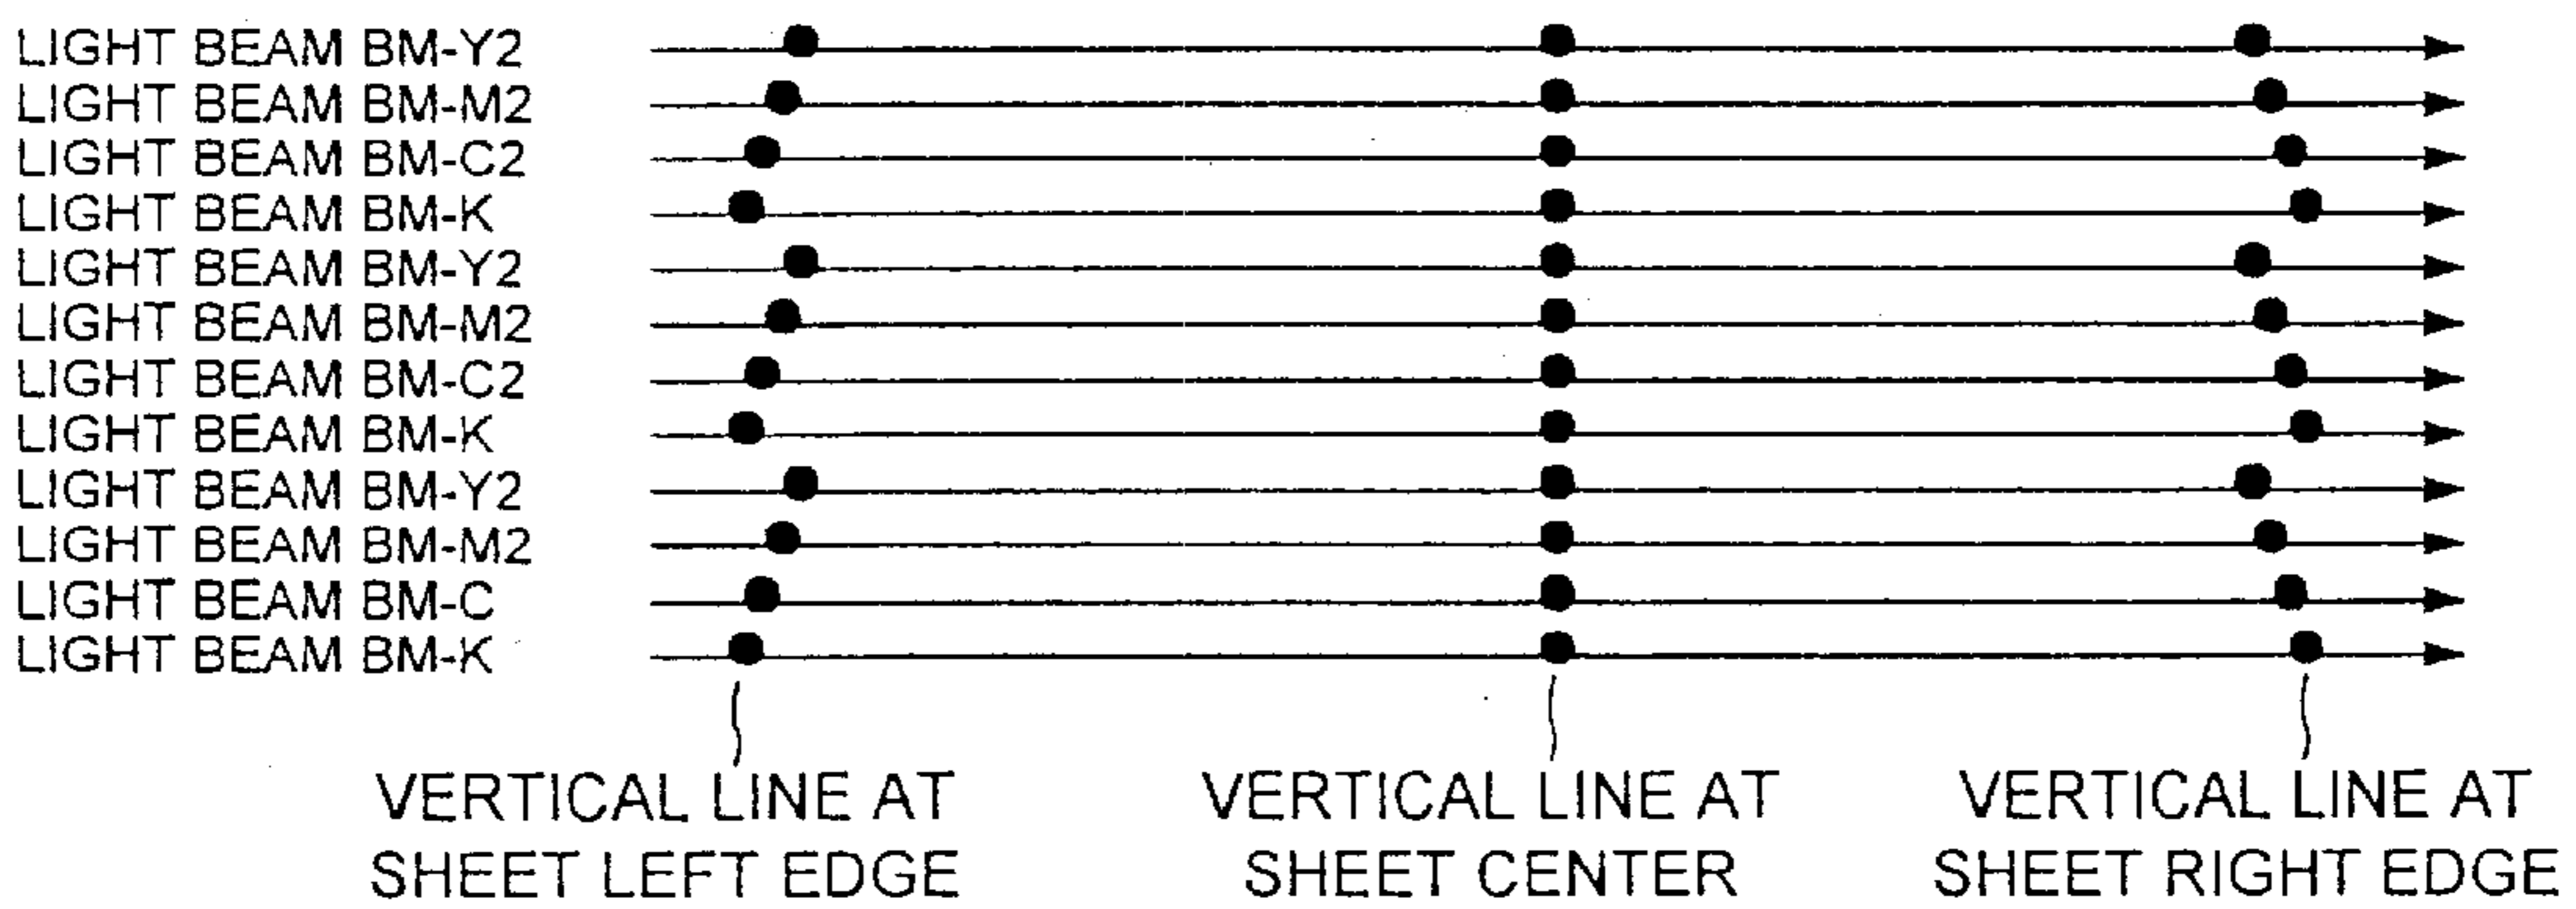 LIGHT BEAM BM-Y2
LIGHT BEAM BM-M2
LIGHT BEAM BM-C2
LIGHT BEAM BM-K
LIGHT BEAM BM-Y2
LIGHT BEAM BM-M2
LIGHT BEAM BM-C2
LIGHT BEAM BM-K
LIGHT BEAM BM-Y2
LIGHT BEAM BM-M2
LIGHT BEAM BM-C
LIGHT BEAM BM-K
VERTICAL LINE AT
SHEET LEFT EDGE
VERTICAL LINE AT
SHEET CENTER
VERTICAL LINE AT
SHEET RIGHT EDGE